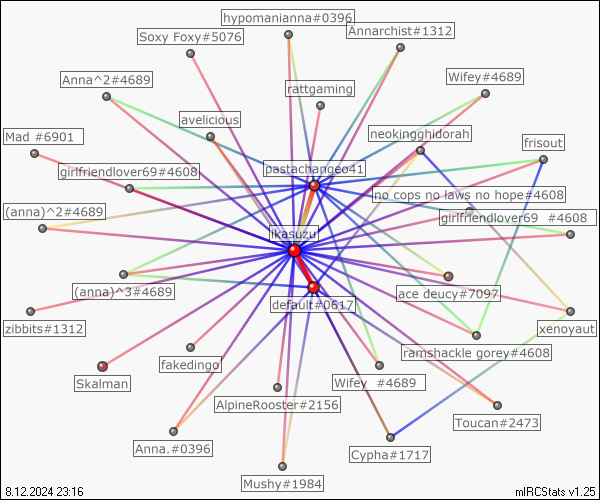 hypomanianna#0396
Annarchist#1312
Soxy Foxy#5076
Wifey#4689
Anna^2#4689
rattgaming
avelicious
neokingghidorah
Mad #6901
frisout
pastachangeo41
girlfriendlover69#4608
no cops no laws no hope#4608
(anna)^2#4689
girlfriendlover69  #4608
ikasuzu
(anna)^3#4689
ace deucy#7097
default#0617
zibbits#1312
xenoyaut
ramshackle gorey#4608
fakedingo
Skalman
Wifey  #4689
AlpineRooster#2156
Toucan#2473
Anna.#0396
Cypha#1717
Mushy#1984
8.12.2024 23:16
mIRCStats v1.25